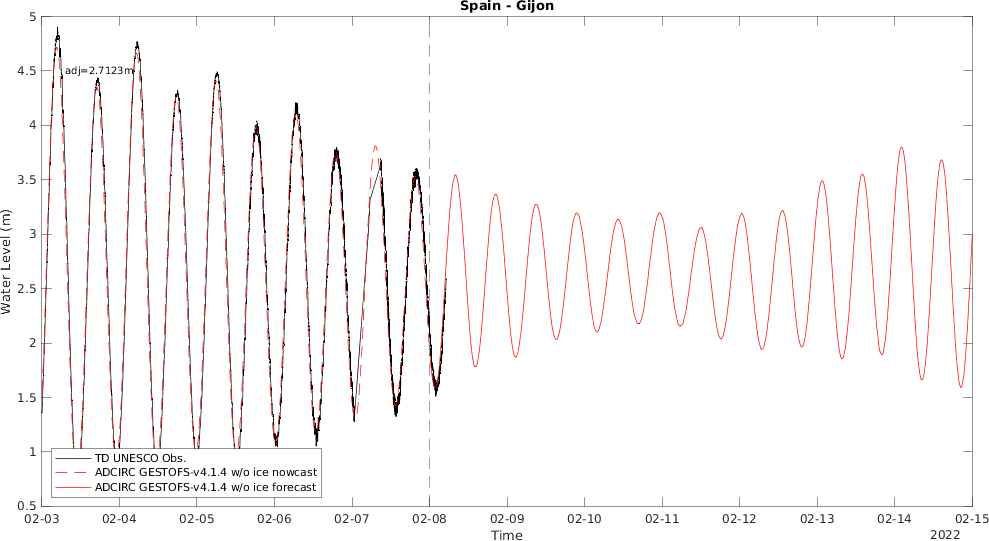 Spain - Gijon
5
4.5
4
3.5
3
2.5
2
1.5
1
0.5
Water Level (m)
adj=2.7123m
TD UNESCO Obs.
ADCIRC GESTOFS-v4.1.4 w/o ice nowcast
ADCIRC GESTOFS-v4.1.4 w/o ice forecast
02-03 02-04 02-05 02-06 02-07 02-08 02-09 02-10 02-11 02-12 02-13 02-14 02-15
Time
2022